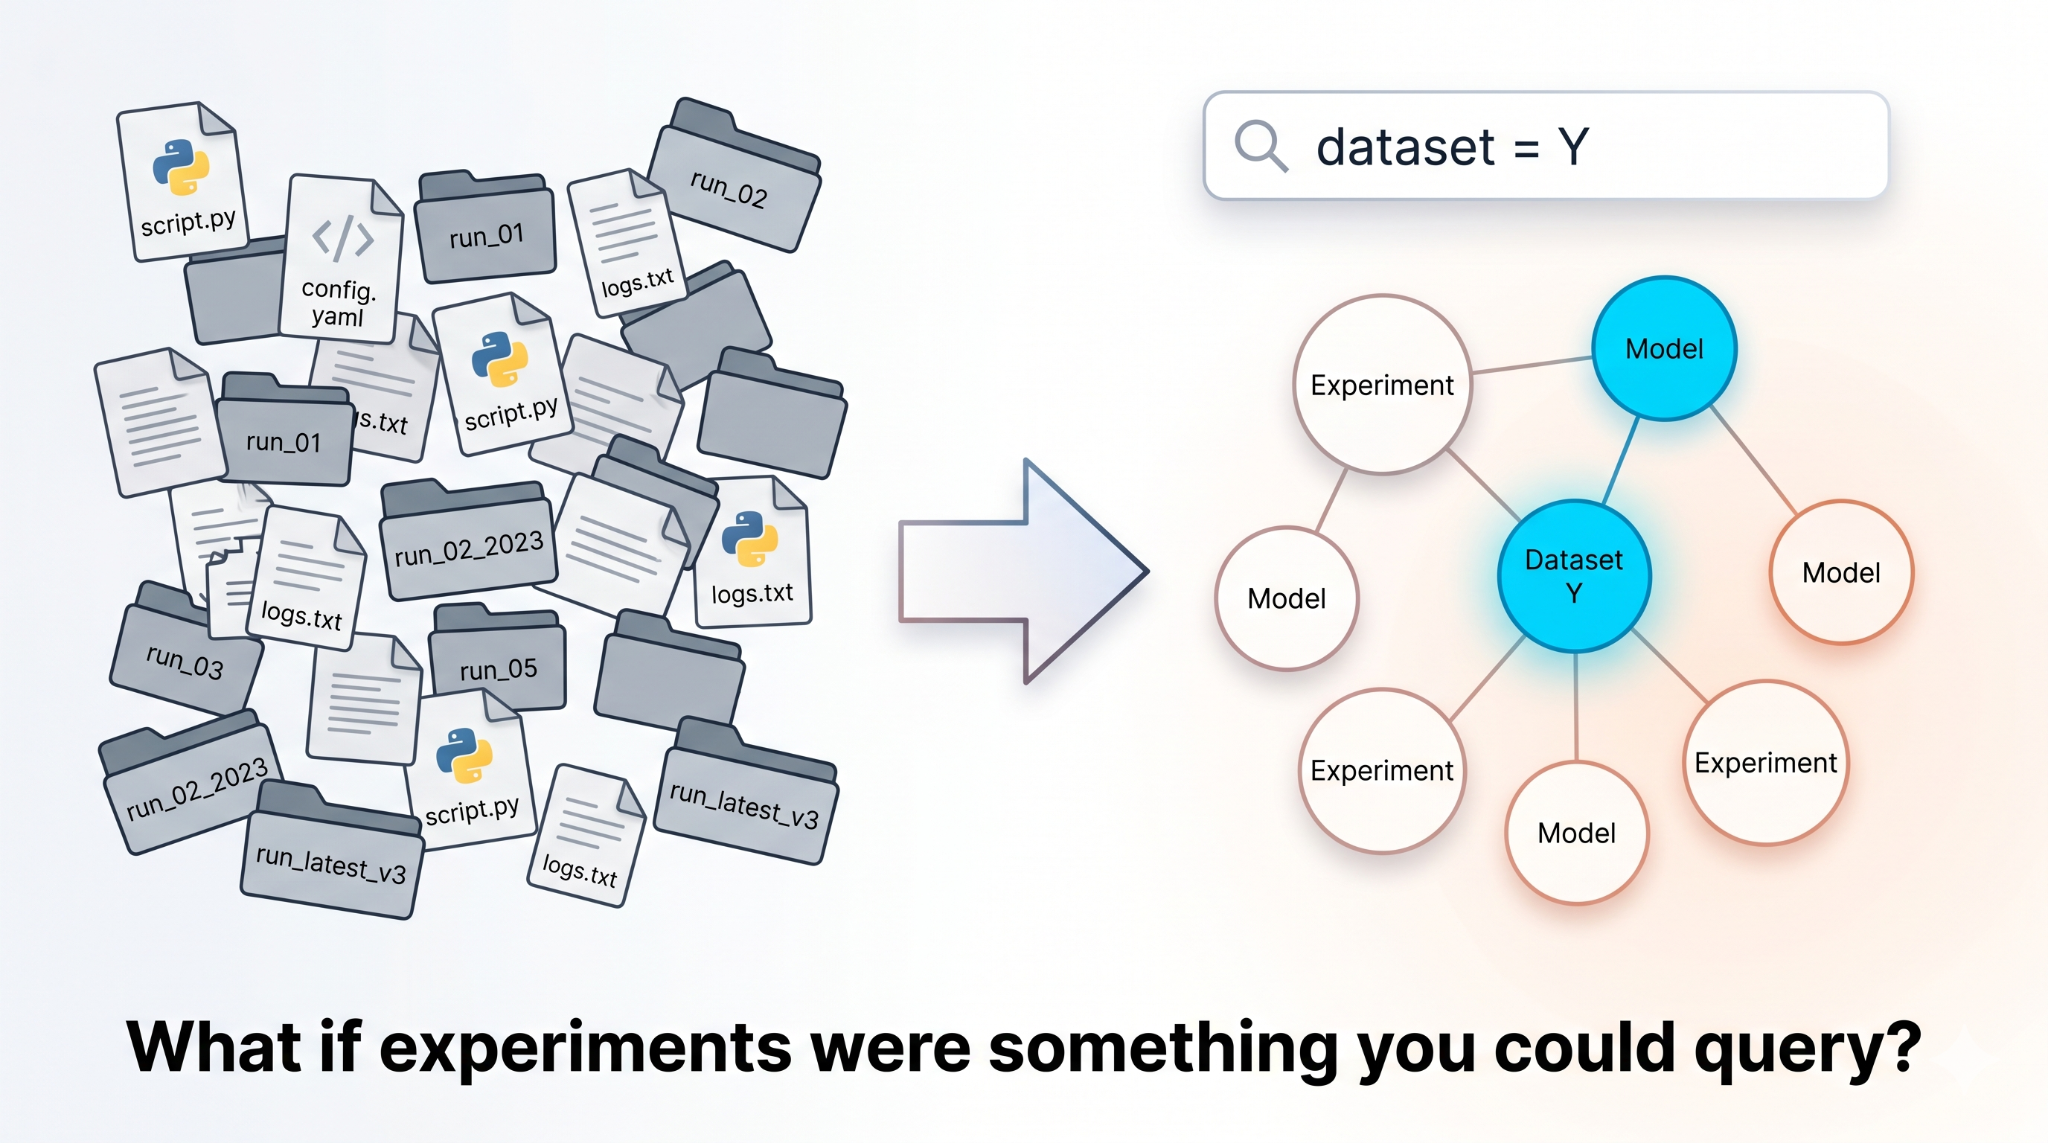 script.py
config.
yaml
run_01
logs.txt
run_02
run_01
s.txt
script.py
run_02_2023
logs.txt
logs.txt
run_03
run_05
run_02_2023
run_latest_v3
script.py
logs.txt
run_latest_v3
dataset = Y
Experiment
Model
Model
Dataset
Y
Model
Experiment
Model
Experiment
What if experiments were something you could query?